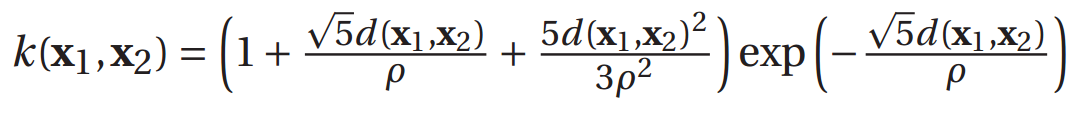 k(𝐱₁,𝐱₂) = (1 + √5d(𝐱₁,𝐱₂)/ρ + 5d(𝐱₁,𝐱₂)²/3ρ²) exp(−√5d(𝐱₁,𝐱₂)/ρ)